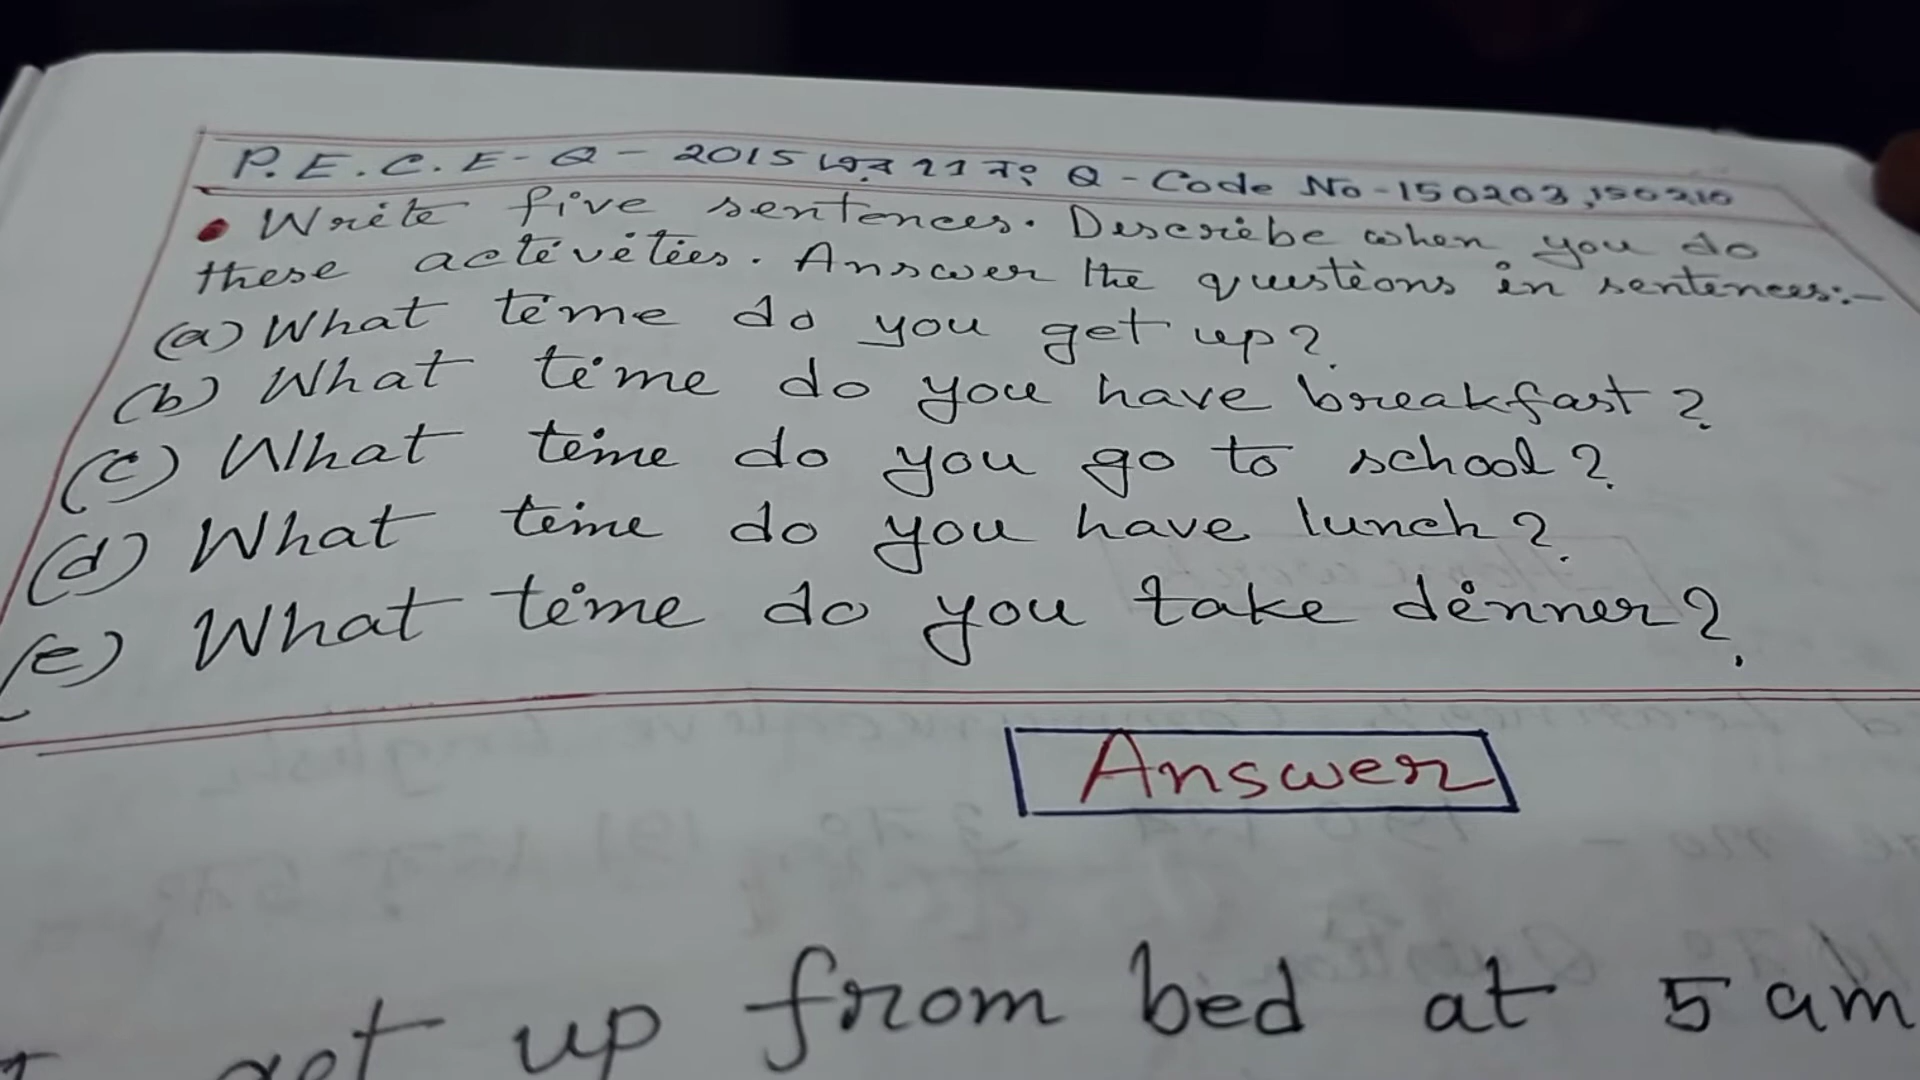 P.E.C.E-Q-2015 এর 11 নং Q-Code No-150203,150210
• Write five sentences. Describe when you do
these activities. Answer the questions in sentences:-
(a) What time do you get up?
(b) What time do you have breakfast?
(c) What time do you go to school?
(d) What time do you have lunch?
(e) What time do you take dinner?
Answer
I get up from bed at 5 am